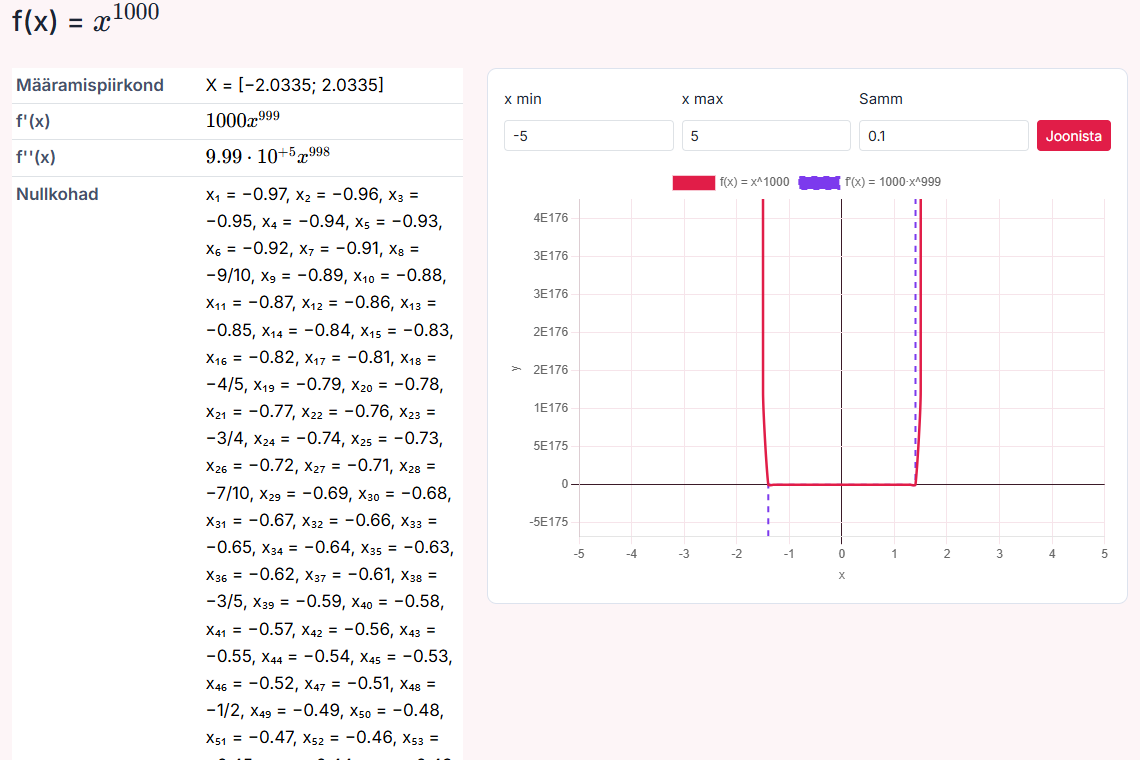 f(x) = x^1000
Määramispiirkond X = [−2.0335; 2.0335]
f'(x) 1000x^999
f''(x) 9.99 · 10^+5 x^998
Nullkohad x₁ = −0.97, x₂ = −0.96, x₃ =
−0.95, x₄ = −0.94, x₅ = −0.93,
x₆ = −0.92, x₇ = −0.91, x₈ =
−9/10, x₉ = −0.89, x₁₀ = −0.88,
x₁₁ = −0.87, x₁₂ = −0.86, x₁₃ =
−0.85, x₁₄ = −0.84, x₁₅ = −0.83,
x₁₆ = −0.82, x₁₇ = −0.81, x₁₈ =
−4/5, x₁₉ = −0.79, x₂₀ = −0.78,
x₂₁ = −0.77, x₂₂ = −0.76, x₂₃ =
−3/4, x₂₄ = −0.74, x₂₅ = −0.73,
x₂₆ = −0.72, x₂₇ = −0.71, x₂₈ =
−7/10, x₂₉ = −0.69, x₃₀ = −0.68,
x₃₁ = −0.67, x₃₂ = −0.66, x₃₃ =
−0.65, x₃₄ = −0.64, x₃₅ = −0.63,
x₃₆ = −0.62, x₃₇ = −0.61, x₃₈ =
−3/5, x₃₉ = −0.59, x₄₀ = −0.58,
x₄₁ = −0.57, x₄₂ = −0.56, x₄₃ =
−0.55, x₄₄ = −0.54, x₄₅ = −0.53,
x₄₆ = −0.52, x₄₇ = −0.51, x₄₈ =
−1/2, x₄₉ = −0.49, x₅₀ = −0.48,
x₅₁ = −0.47, x₅₂ = −0.46, x₅₃ =
x min x max Samm
-5 5 0.1 Joonista
f(x) = x^1000 f'(x) = 1000·x^999
4E176
3E176
3E176
2E176
2E176
1E176
5E175
0
-5E175
y
-5 -4 -3 -2 -1 0 1 2 3 4 5
x